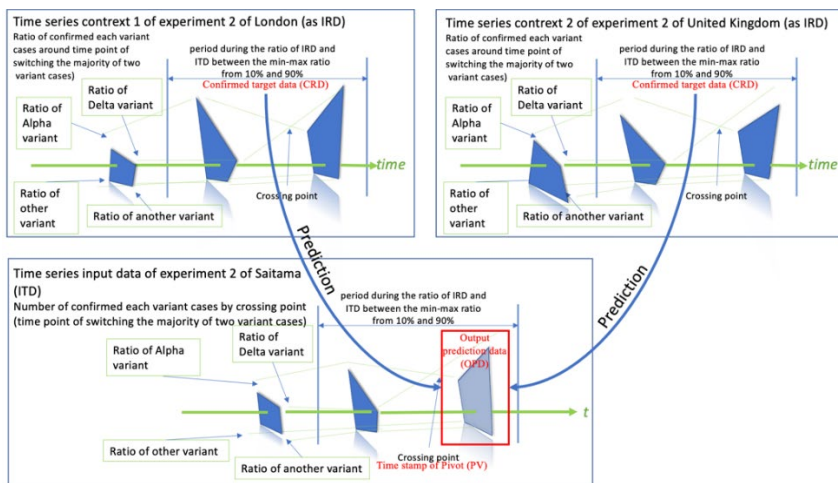 Time series contrext 1 of experiment 2 of London (as IRD)
Ratio of confirmed each variant
cases around time point of
switching the majority of two
variant cases)
period during the ratio of IRD and
ITD between the min-max ratio
from 10% and 90%
Confirmed target data (CRD)
Ratio of
Alpha
variant
Ratio of
Delta variant
time
Crossing point
Ratio of
other
variant
Ratio of another variant
Time series contrext 2 of experiment 2 of United Kingdom (as IRD)
Ratio of confirmed each variant
cases around time point of
switching the majority of two
variant cases)
period during the ratio of IRD and
ITD between the min-max ratio
from 10% and 90%
Confirmed target data (CRD)
Ratio of
Alpha
variant
Ratio of
Delta variant
time
Crossing point
Ratio of
other
variant
Ratio of another variant
Prediction
Prediction
Time series input data of experiment 2 of Saitama
(ITD)
Number of confirmed each variant cases by crossing point
(time point of switching the majority of two variant cases)
period during the ratio of IRD and
ITD between the min-max ratio
from 10% and 90%
Output
prediction data
(OPD)
Ratio of Alpha
variant
Ratio of
Delta variant
t
Ratio of other variant
Ratio of another variant
Crossing point
Time stamp of Pivot (PV)